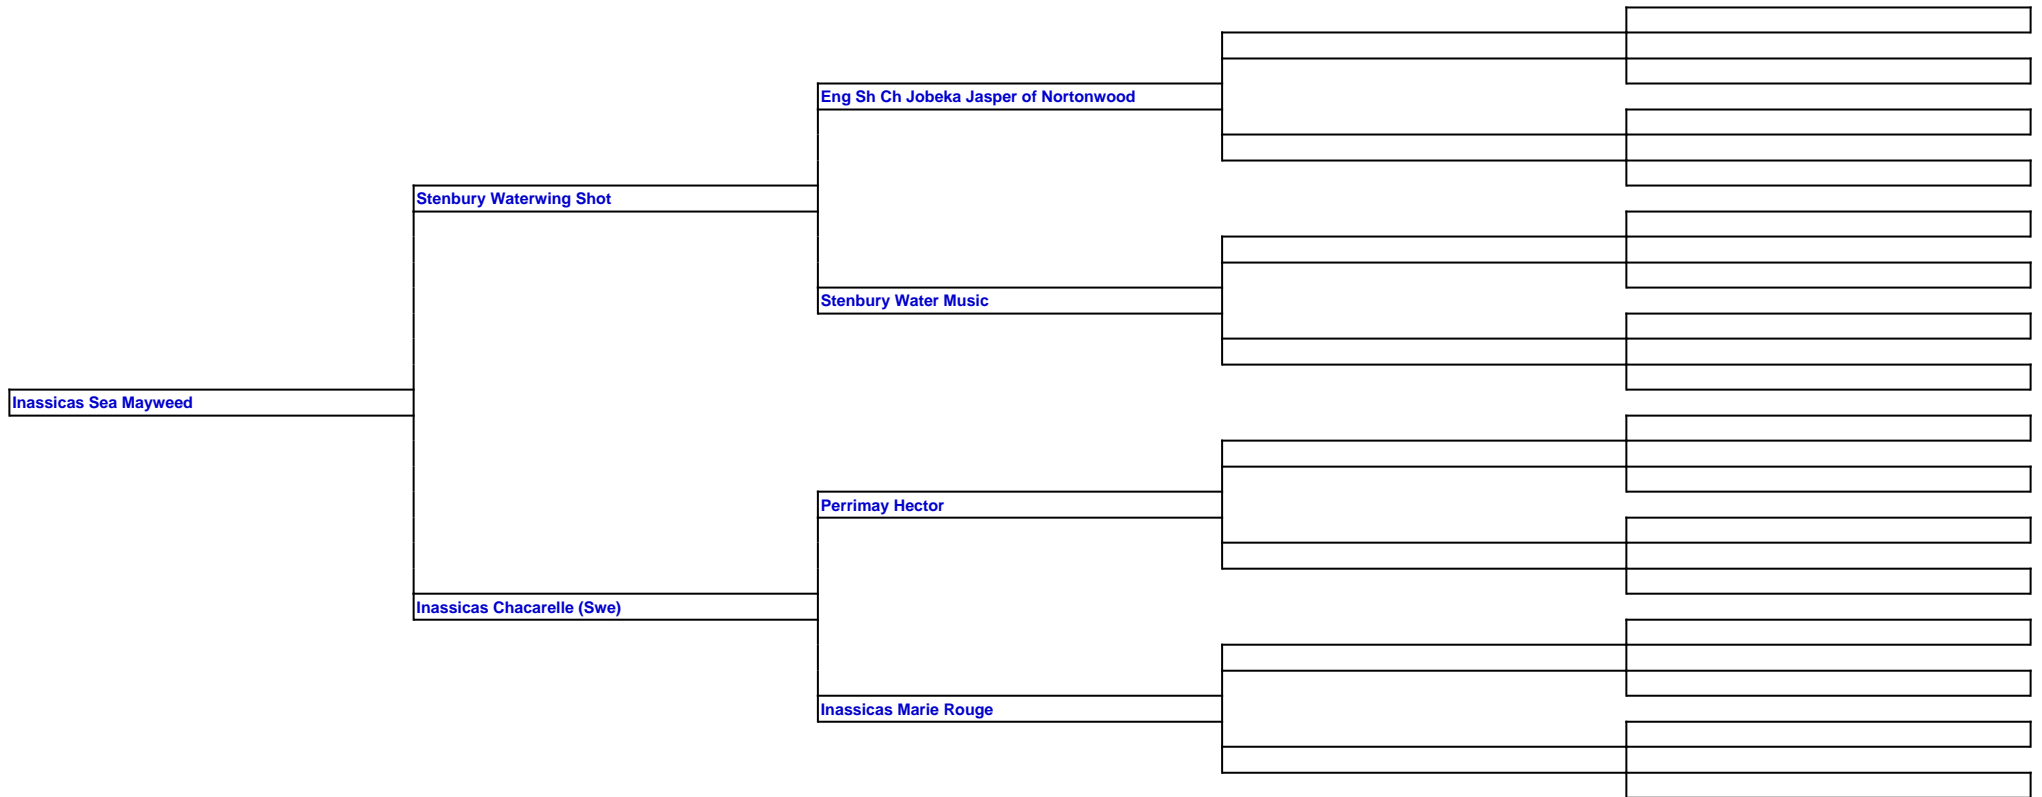 Eng Sh Ch Jobeka Jasper of Nortonwood
Stenbury Waterwing Shot
Stenbury Water Music
Inassicas Sea Mayweed
Perrimay Hector
Inassicas Chacarelle (Swe)
Inassicas Marie Rouge